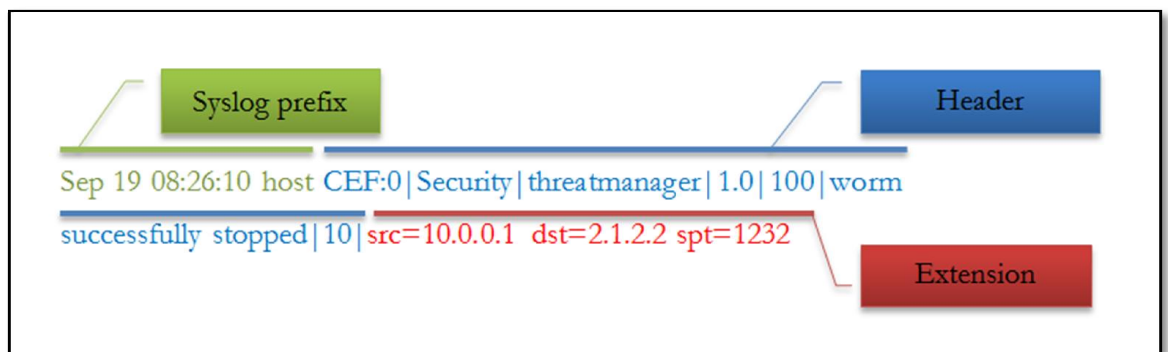 Syslog prefix
Header
Sep 19 08:26:10 host CEF:0|Security|threatmanager|1.0|100|worm
successfully stopped|10|src=10.0.0.1 dst=2.1.2.2 spt=1232
Extension